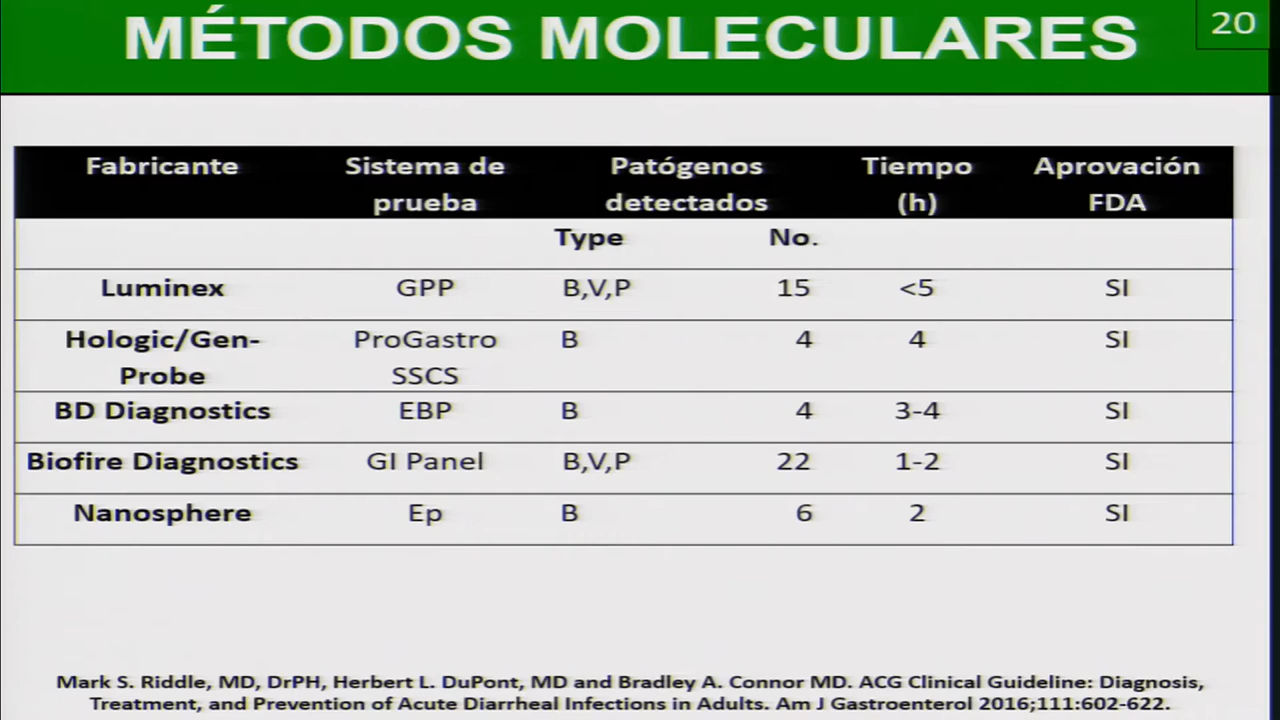 MÉTODOS MOLECULARES
20
Fabricante Sistema de prueba Patógenos detectados Tiempo (h) Aprovación FDA
Type No.
Luminex GPP B,V,P 15 <5 SI
Hologic/Gen-Probe ProGastro SSCS B 4 4 SI
BD Diagnostics EBP B 4 3-4 SI
Biofire Diagnostics GI Panel B,V,P 22 1-2 SI
Nanosphere Ep B 6 2 SI
Mark S. Riddle, MD, DrPH, Herbert L. DuPont, MD and Bradley A. Connor MD. ACG Clinical Guideline: Diagnosis,
Treatment, and Prevention of Acute Diarrheal Infections in Adults. Am J Gastroenterol 2016;111:602-622.